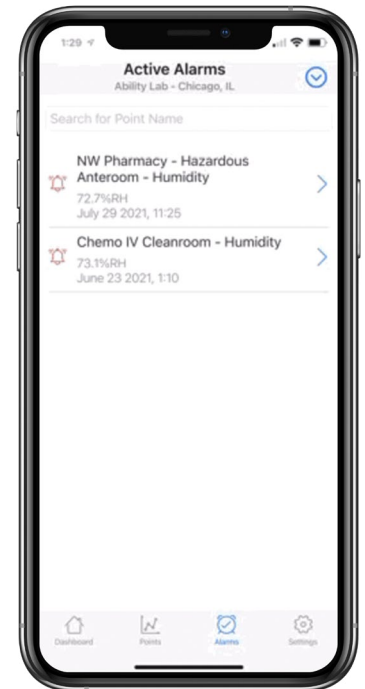 1:29
Active Alarms
Ability Lab - Chicago, IL
Search for Point Name
NW Pharmacy - Hazardous
Anteroom - Humidity
72.7%RH
July 29 2021, 11:25
Chemo IV Cleanroom - Humidity
73.1%RH
June 23 2021, 1:10
Dashboard Points Alarms Settings